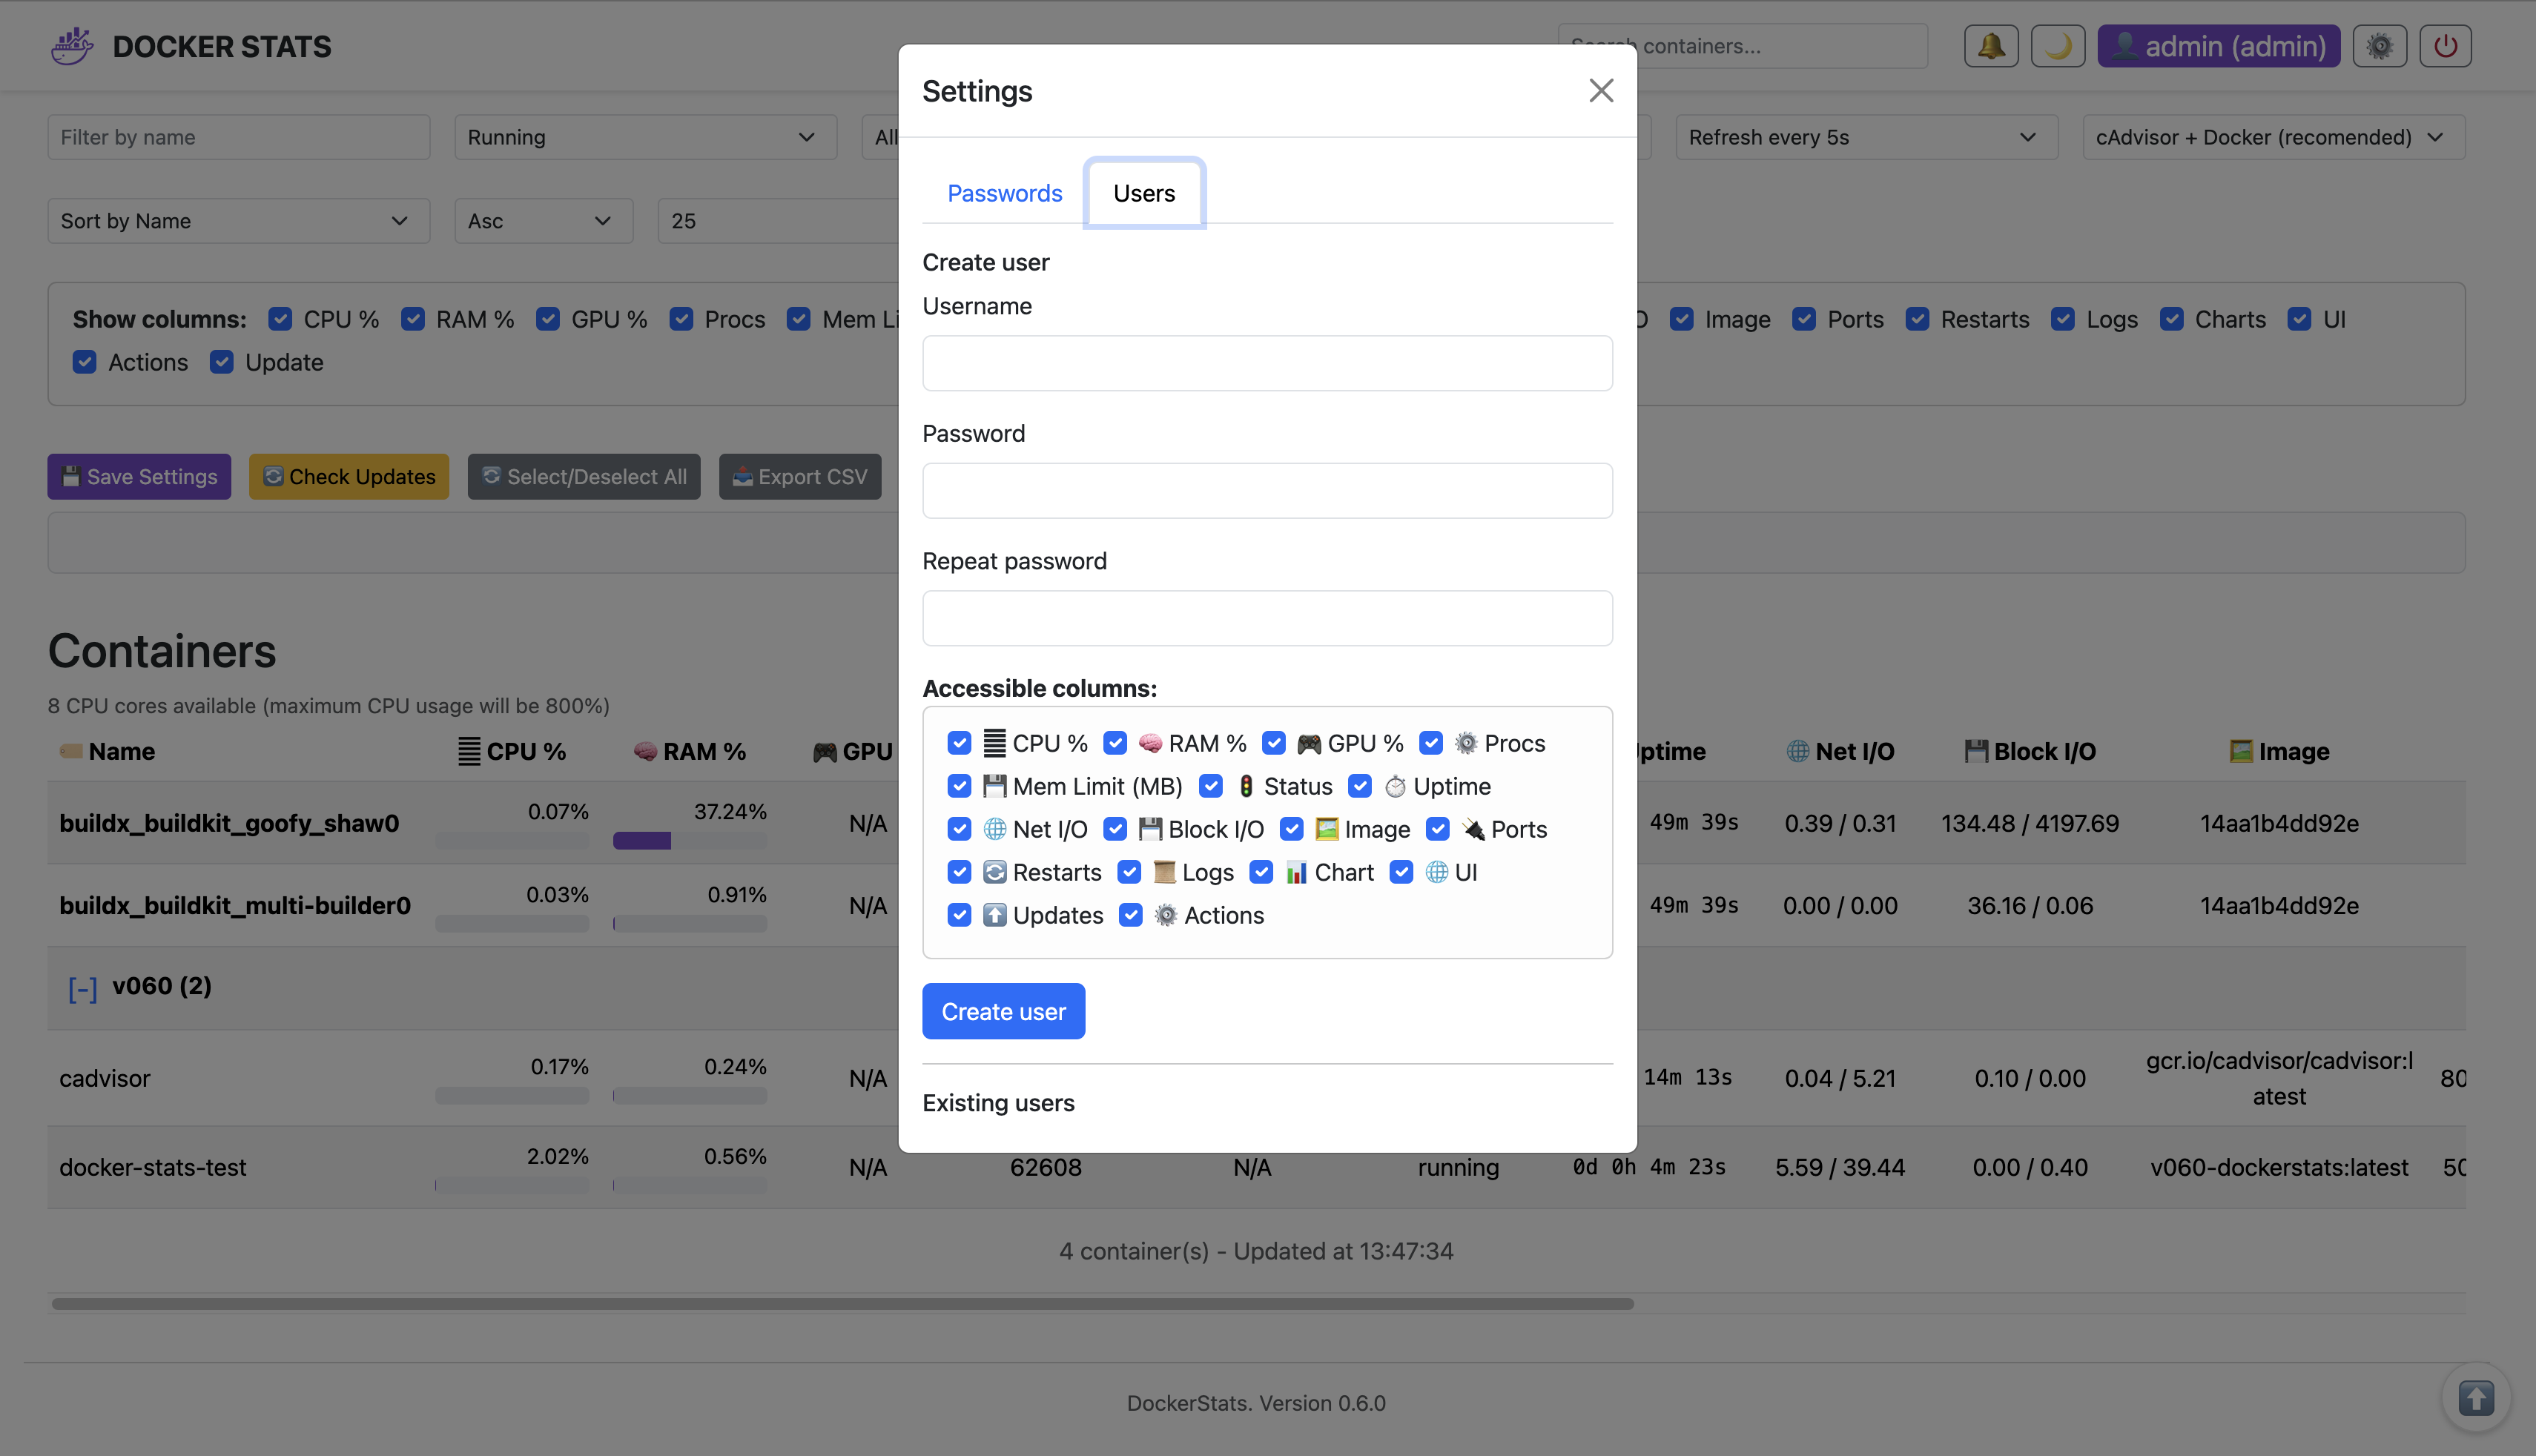 DOCKER STATS
Search containers...
admin (admin)
Filter by name
Running
All
Refresh every 5s
cAdvisor + Docker (recomended)
Sort by Name
Asc
25
Show columns: CPU % RAM % GPU % Procs Mem Li O Image Ports Restarts Logs Charts UI
Actions Update
Save Settings
Check Updates
Select/Deselect All
Export CSV
Settings
Passwords
Users
Create user
Username
Password
Repeat password
Accessible columns:
CPU % RAM % GPU % Procs
Mem Limit (MB) Status Uptime
Net I/O Block I/O Image Ports
Restarts Logs Chart UI
Updates Actions
Create user
Existing users
Containers
8 CPU cores available (maximum CPU usage will be 800%)
Name CPU % RAM % GPU ptime Net I/O Block I/O Image
buildx_buildkit_goofy_shaw0 0.07% 37.24% N/A 49m 39s 0.39 / 0.31 134.48 / 4197.69 14aa1b4dd92e
buildx_buildkit_multi-builder0 0.03% 0.91% N/A 49m 39s 0.00 / 0.00 36.16 / 0.06 14aa1b4dd92e
[-] v060 (2)
cadvisor 0.17% 0.24% N/A 14m 13s 0.04 / 5.21 0.10 / 0.00 gcr.io/cadvisor/cadvisor:l 80
atest
docker-stats-test 2.02% 0.56% N/A 62608 N/A running 0d 0h 4m 23s 5.59 / 39.44 0.00 / 0.40 v060-dockerstats:latest 50
4 container(s) - Updated at 13:47:34
DockerStats. Version 0.6.0